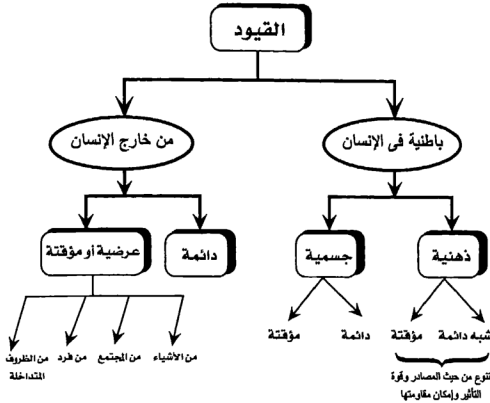 القيود
باطنية فى الإنسان
من خارج الإنسان
ذهنية
جسمية
دائمة
عرضية أو مؤقتة
شبه دائمة
مؤقتة
دائمة
مؤقتة
من الأشياء
من المجتمع
من فرد
من الظروف
المتداخلة
تتنوع من حيث المصادر وقوة
التأثير وإمكان مقاومتها